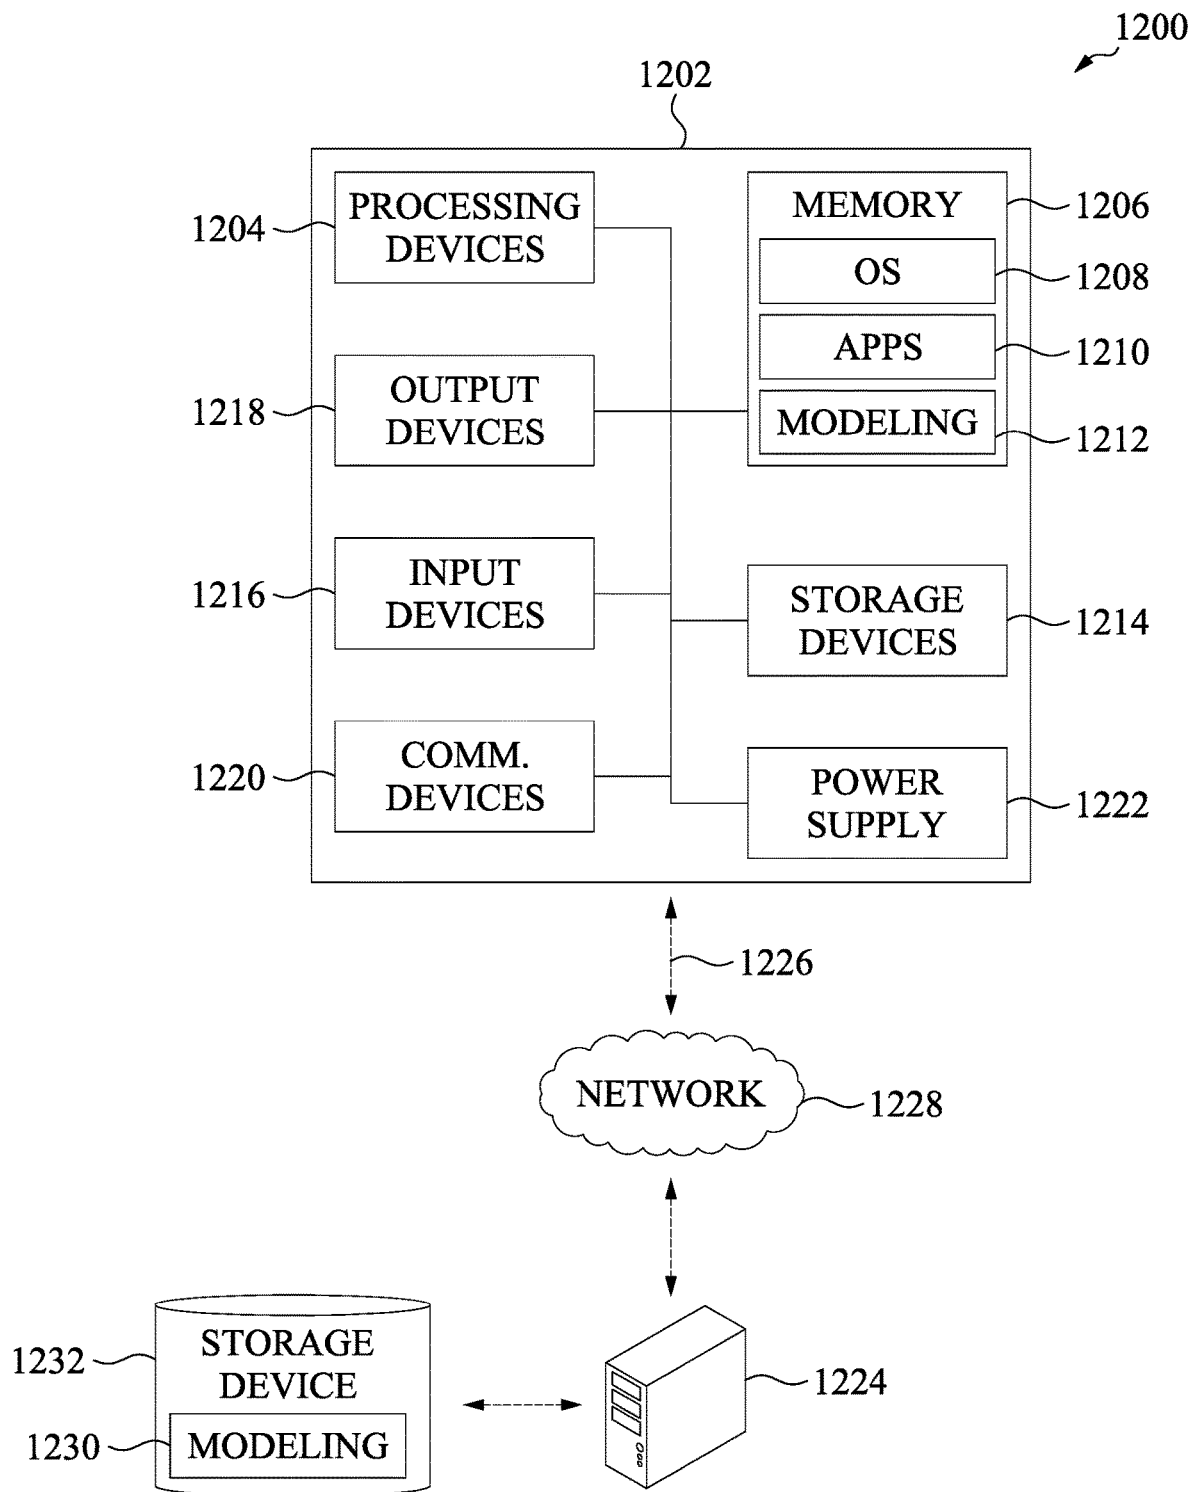 1200
1202
PROCESSING
DEVICES
1204
MEMORY
1206
OS
1208
APPS
1210
MODELING
1212
OUTPUT
DEVICES
1218
INPUT
DEVICES
1216
STORAGE
DEVICES
1214
COMM.
DEVICES
1220
POWER
SUPPLY
1222
1226
NETWORK
1228
STORAGE
DEVICE
1232
MODELING
1230
1224